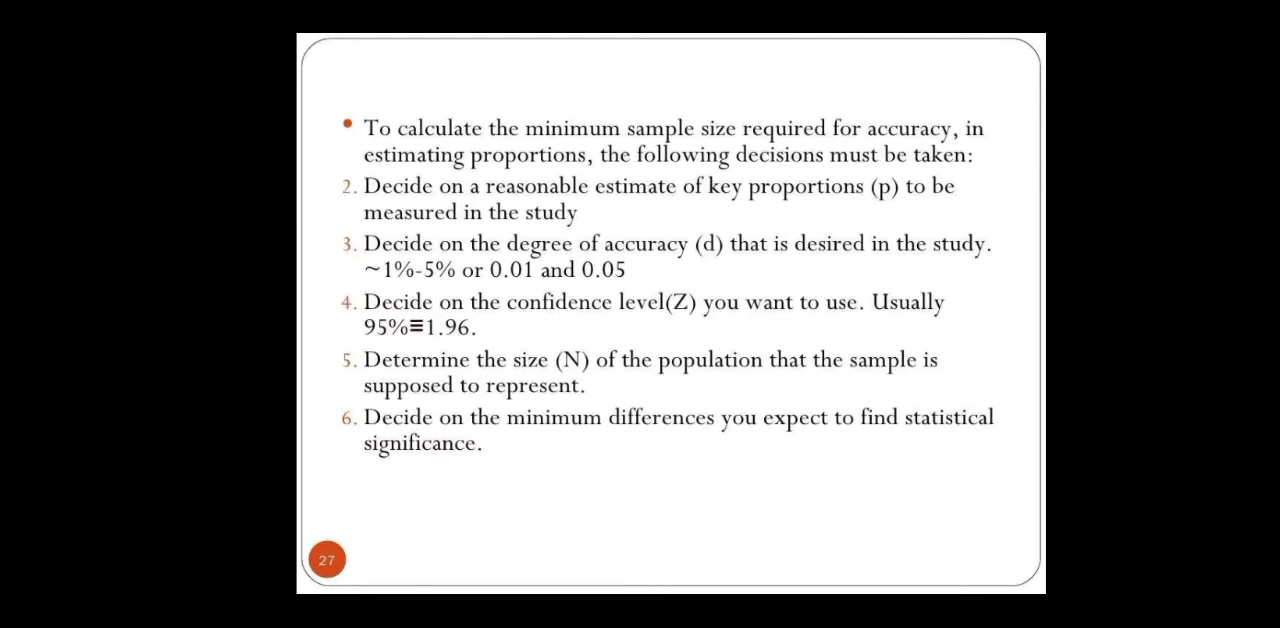 • To calculate the minimum sample size required for accuracy, in
estimating proportions, the following decisions must be taken:
2. Decide on a reasonable estimate of key proportions (p) to be
measured in the study
3. Decide on the degree of accuracy (d) that is desired in the study.
~1%-5% or 0.01 and 0.05
4. Decide on the confidence level(Z) you want to use. Usually
95%≡1.96.
5. Determine the size (N) of the population that the sample is
supposed to represent.
6. Decide on the minimum differences you expect to find statistical
significance.
27